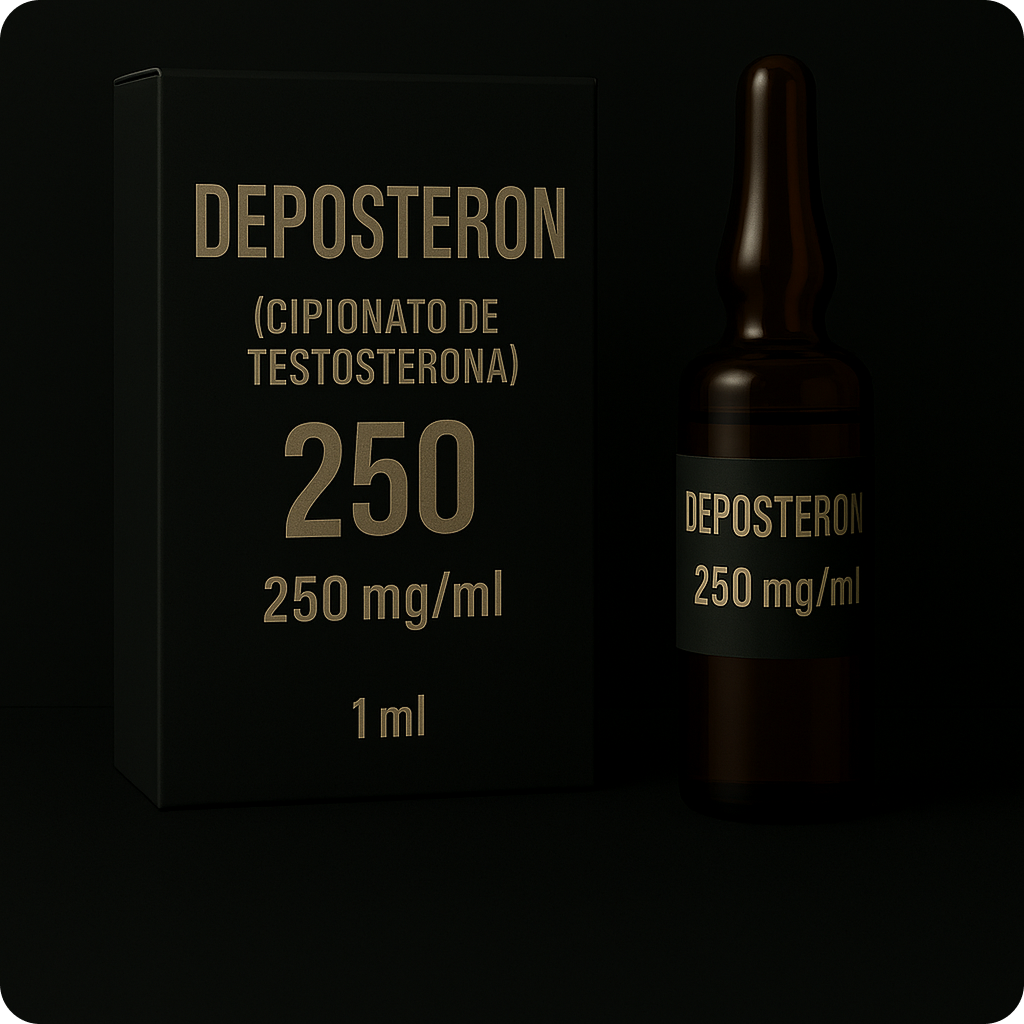 DEPOSTERON
(CIPIONATO DE
TESTOSTERONA)
250
250 mg/ml
1 ml
DEPOSTERON
250 mg/ml